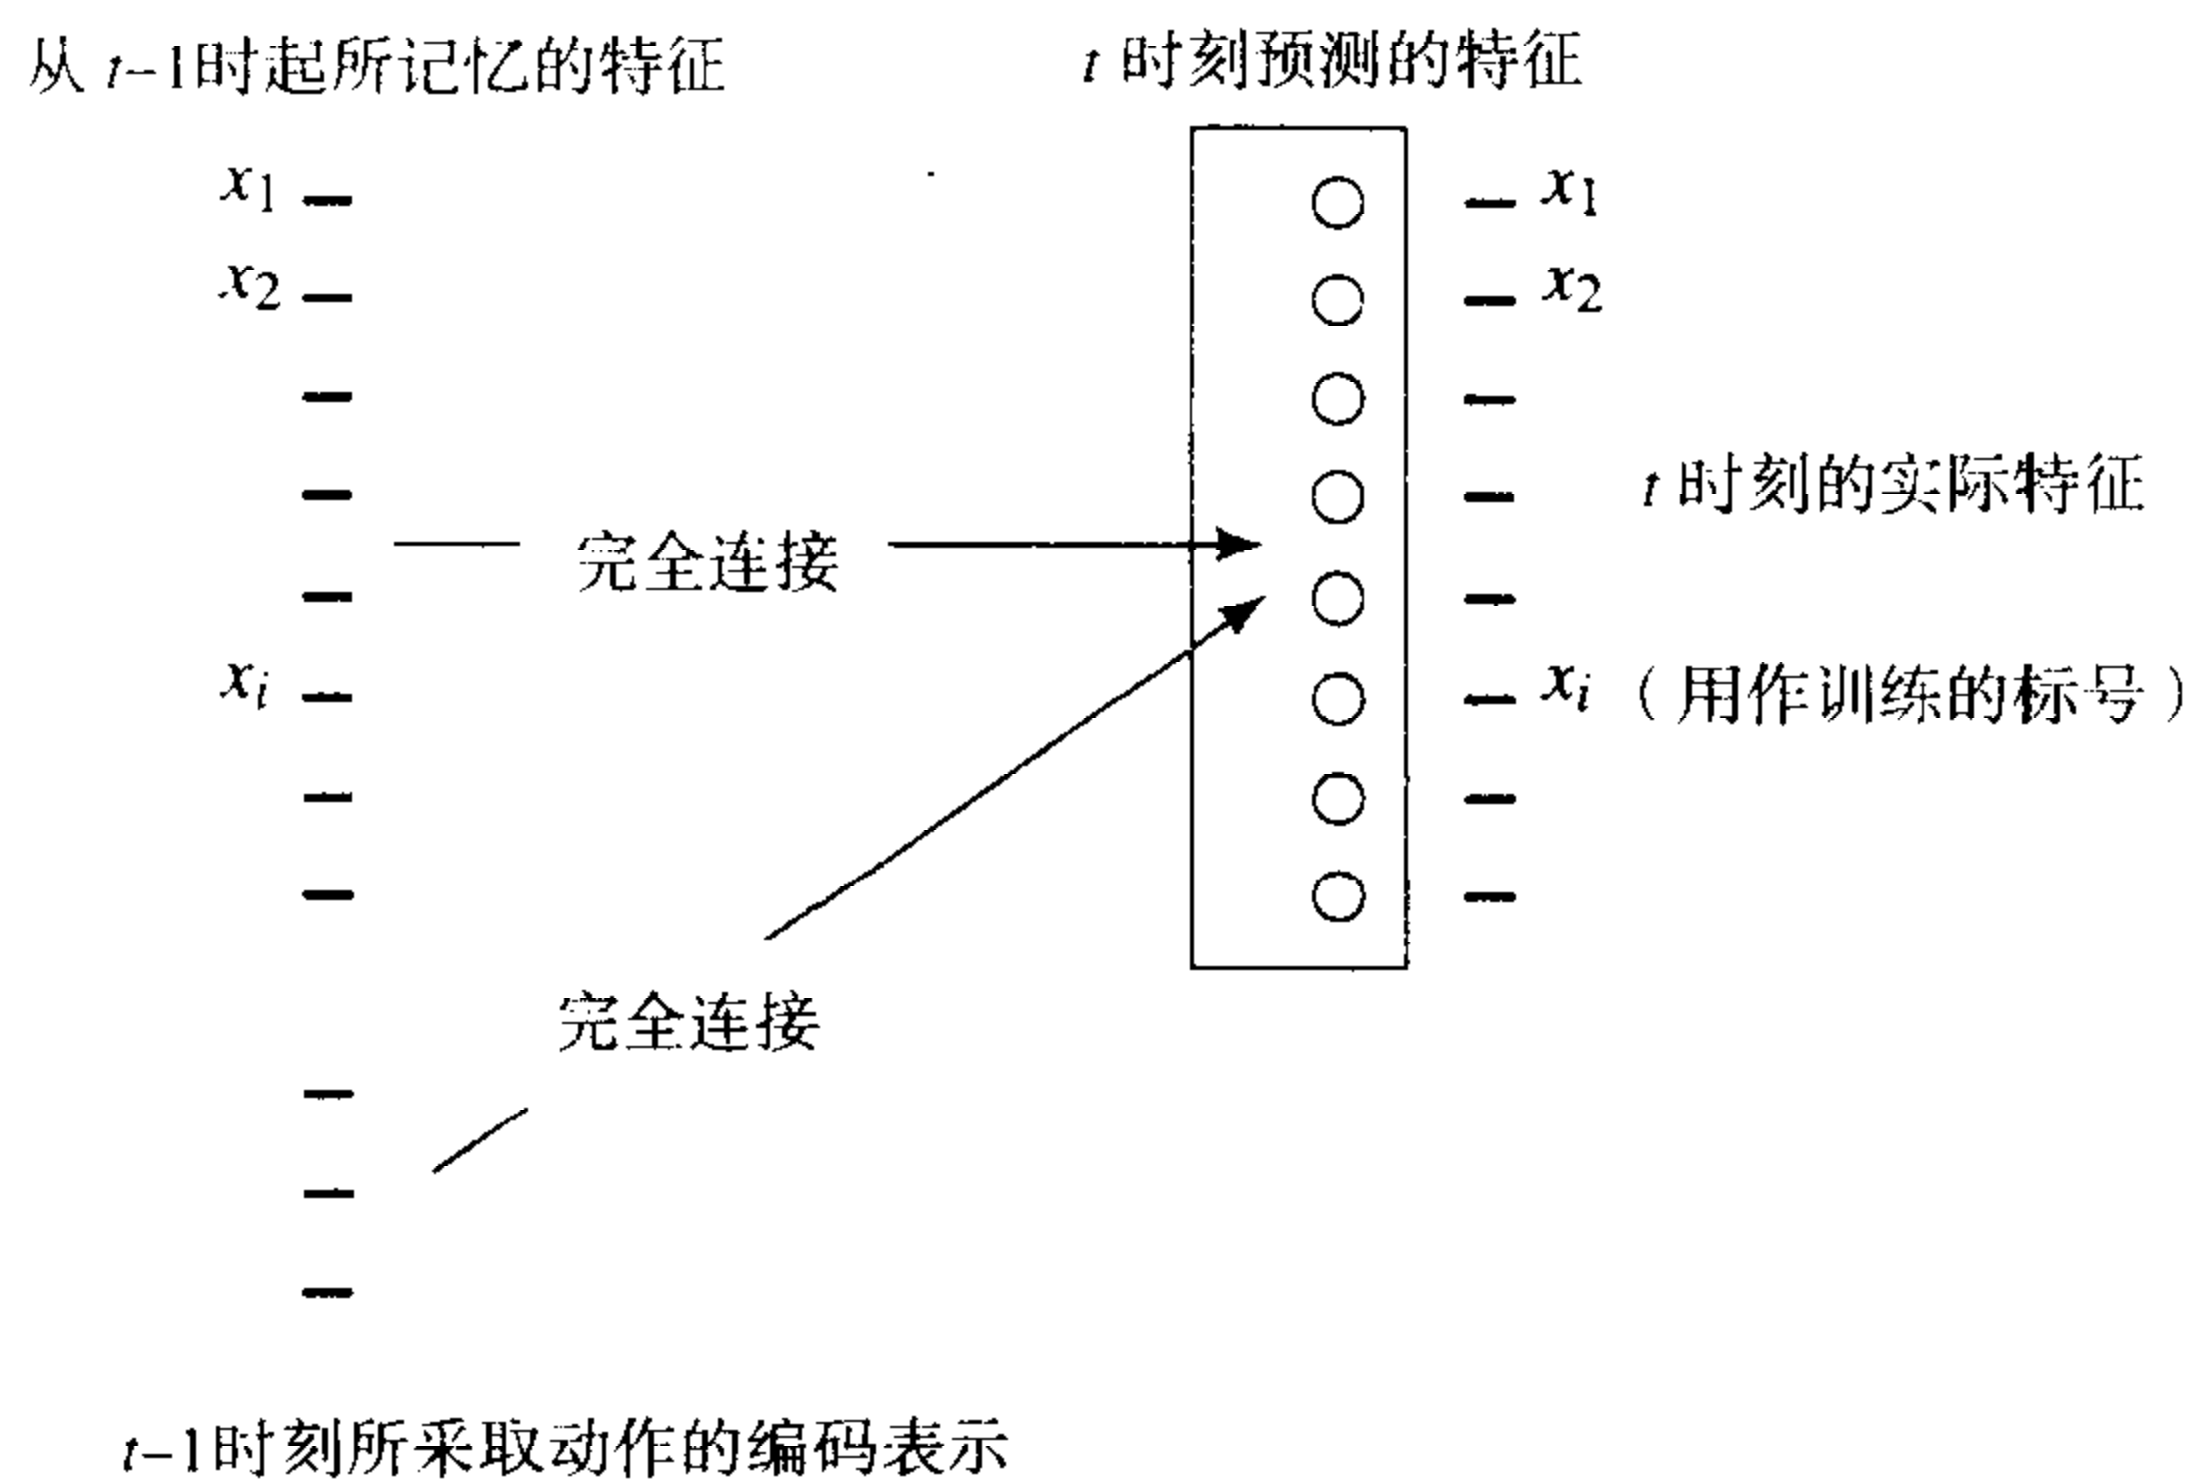 从 t-1时起所记忆的特征
t 时刻预测的特征
x1
x1
x2
x2
t 时刻的实际特征
完全连接
xi
xi（用作训练的标号）
完全连接
t-1时刻所采取动作的编码表示